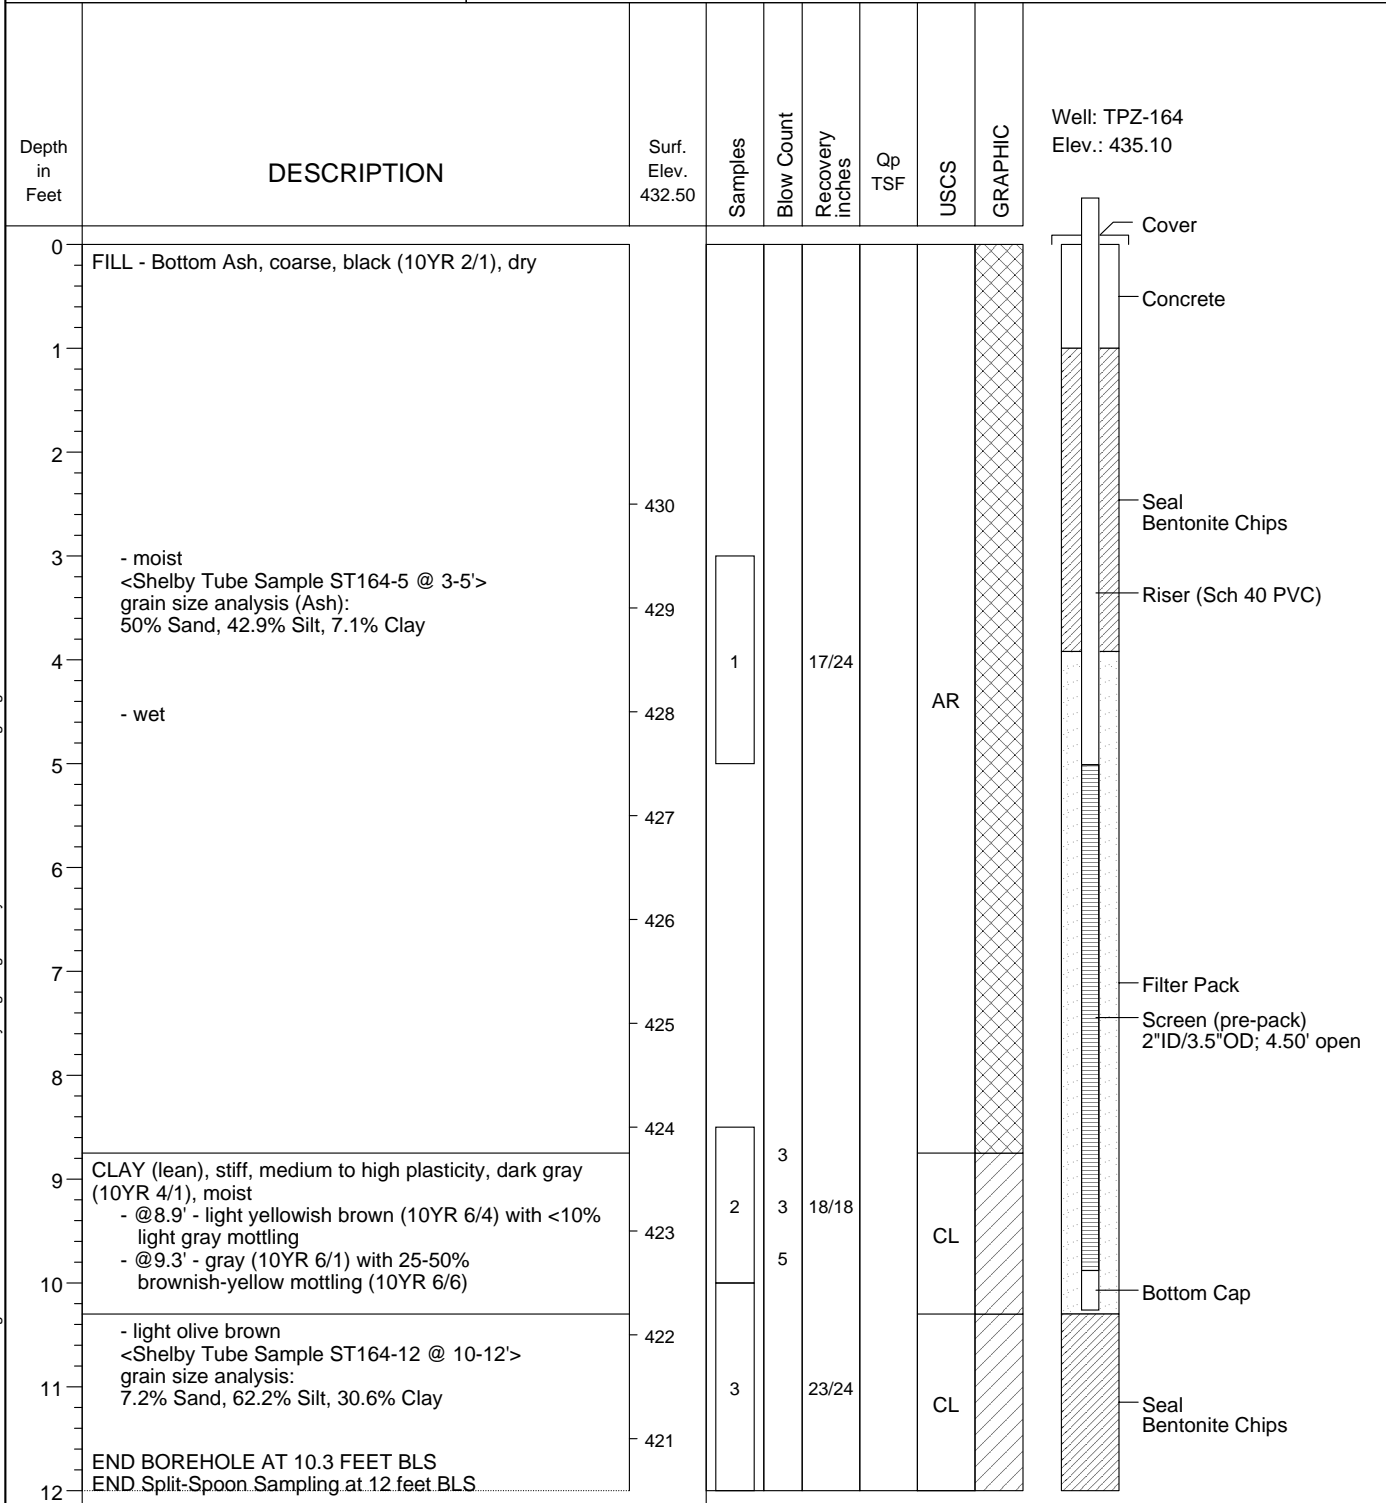 Depth
in
Feet
DESCRIPTION
Surf.
Elev.
432.50
Samples
Blow Count
Recovery
inches
Qp
TSF
USCS
GRAPHIC
Well: TPZ-164
Elev.: 435.10
Cover
0
FILL - Bottom Ash, coarse, black (10YR 2/1), dry
Concrete
1
2
430
Seal
Bentonite Chips
3
- moist
<Shelby Tube Sample ST164-5 @ 3-5'>
grain size analysis (Ash):
50% Sand, 42.9% Silt, 7.1% Clay
429
Riser (Sch 40 PVC)
4
1
17/24
- wet
428
AR
5
427
6
426
7
Filter Pack
Screen (pre-pack)
2"ID/3.5"OD; 4.50' open
425
8
424
3
CLAY (lean), stiff, medium to high plasticity, dark gray
(10YR 4/1), moist
9
- @8.9' - light yellowish brown (10YR 6/4) with <10%
light gray mottling
2
3
18/18
423
CL
- @9.3' - gray (10YR 6/1) with 25-50%
brownish-yellow mottling (10YR 6/6)
5
10
Bottom Cap
- light olive brown
<Shelby Tube Sample ST164-12 @ 10-12'>
grain size analysis:
7.2% Sand, 62.2% Silt, 30.6% Clay
422
11
3
23/24
CL
Seal
Bentonite Chips
421
END BOREHOLE AT 10.3 FEET BLS
END Split-Spoon Sampling at 12 feet BLS
12